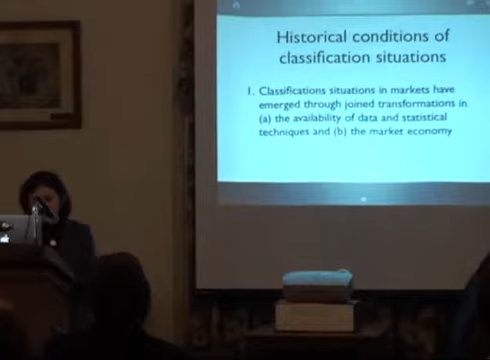 Historical conditions of
classification situations
1. Classifications situations in markets have
emerged through joined transformations in
(a) the availability of data and statistical
techniques and (b) the market economy